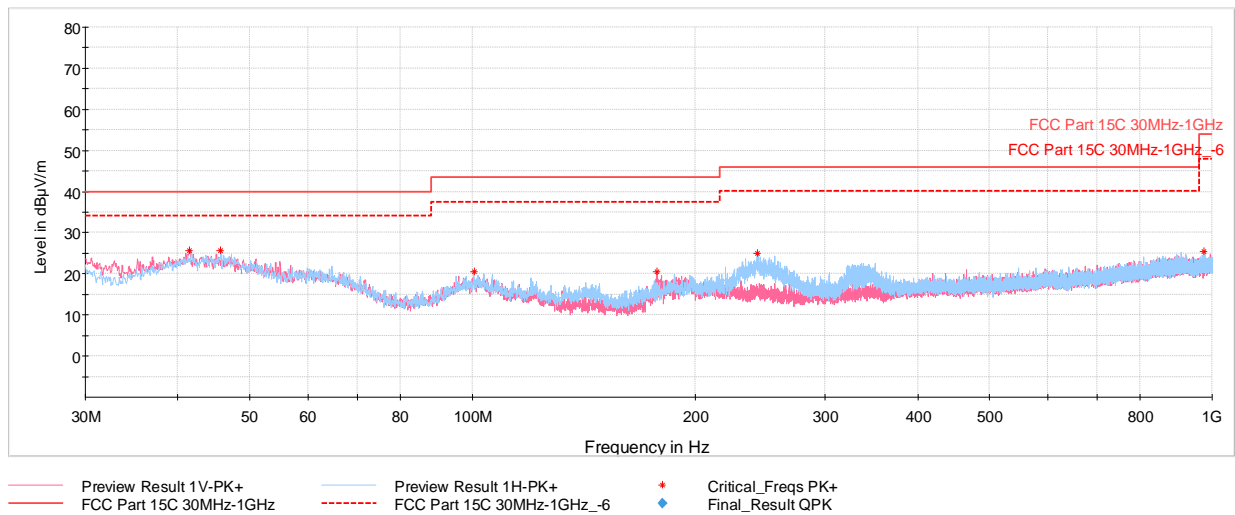 80
70
60
50
40
30
20
10
0
Level in dBµV/m
FCC Part 15C 30MHz-1GHz
FCC Part 15C 30MHz-1GHz_-6
30M 50 60 80 100M 200 300 400 500 800 1G
Frequency in Hz
Preview Result 1V-PK+ Preview Result 1H-PK+ Critical_Freqs PK+
FCC Part 15C 30MHz-1GHz FCC Part 15C 30MHz-1GHz_-6 Final_Result QPK